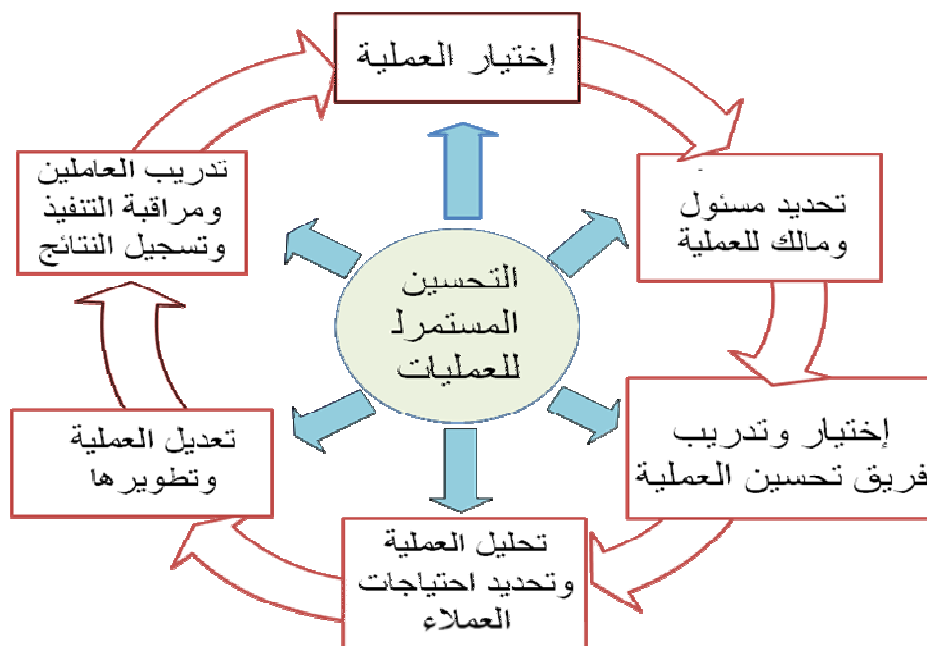 إختيار العملية
تحديد مسئول
ومالك للعملية
إختيار وتدريب
فريق تحسين العملية
تحليل العملية
وتحديد احتياجات
العملاء
تعديل العملية
وتطويرها
تدريب العاملين
ومراقبة التنفيذ
وتسجيل النتائج
التحسين
المستمرلـ
للعمليات